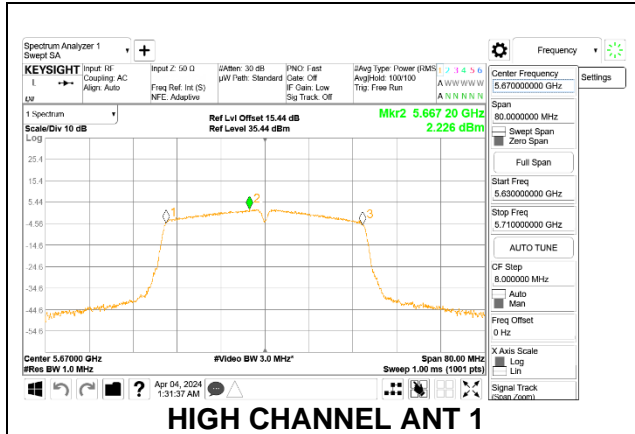 Spectrum Analyzer 1
Swept SA
+
Frequency
KEYSIGHT
L
Input: RF
Coupling: AC
Align: Auto
Input Z: 50 Ω
Freq Ref: Int (S)
NFE: Adaptive
#Atten: 30 dB
µW Path: Standard
PNO: Fast
Gate: Off
IF Gain: Low
Sig Track: Off
#Avg Type: Power (RMS
Avg|Hold: 100/100
Trig: Free Run
1 2 3 4 5 6
A W W W W W
A N N N N N
1 Spectrum
Scale/Div 10 dB
Log
Ref Lvl Offset 15.44 dB
Ref Level 35.44 dBm
Mkr2 5.667 20 GHz
2.226 dBm
25.4
15.4
5.44
-4.56
-14.6
-24.6
-34.6
-44.6
-54.6
1
2
3
Center 5.67000 GHz
#Res BW 1.0 MHz
#Video BW 3.0 MHz*
Span 80.00 MHz
Sweep 1.00 ms (1001 pts)
Center Frequency
5.670000000 GHz
Settings
Span
80.0000000 MHz
Swept Span
Zero Span
Full Span
Start Freq
5.630000000 GHz
Stop Freq
5.710000000 GHz
AUTO TUNE
CF Step
8.000000 MHz
Auto
Man
Freq Offset
0 Hz
X Axis Scale
Log
Lin
Signal Track
(Span Zoom)
?
Apr 04, 2024
1:31:37 AM
HIGH CHANNEL ANT 1